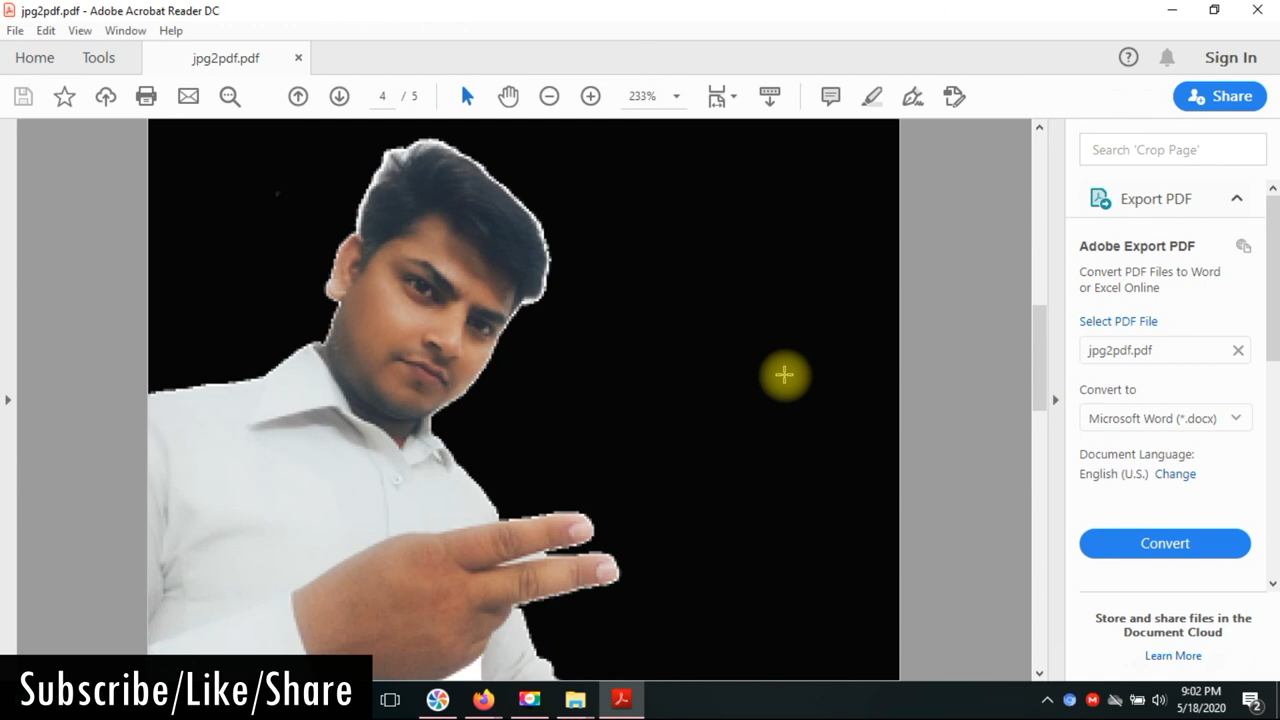 jpg2pdf.pdf - Adobe Acrobat Reader DC
File Edit View Window Help
Home Tools jpg2pdf.pdf Sign In
4 / 5 233% Share
Search 'Crop Page'
Export PDF
Adobe Export PDF
Convert PDF Files to Word
or Excel Online
Select PDF File
jpg2pdf.pdf
Convert to
Microsoft Word (*.docx)
Document Language:
English (U.S.) Change
Convert
Store and share files in the
Document Cloud
Learn More
Subscribe/Like/Share
9:02 PM
5/18/2020
2